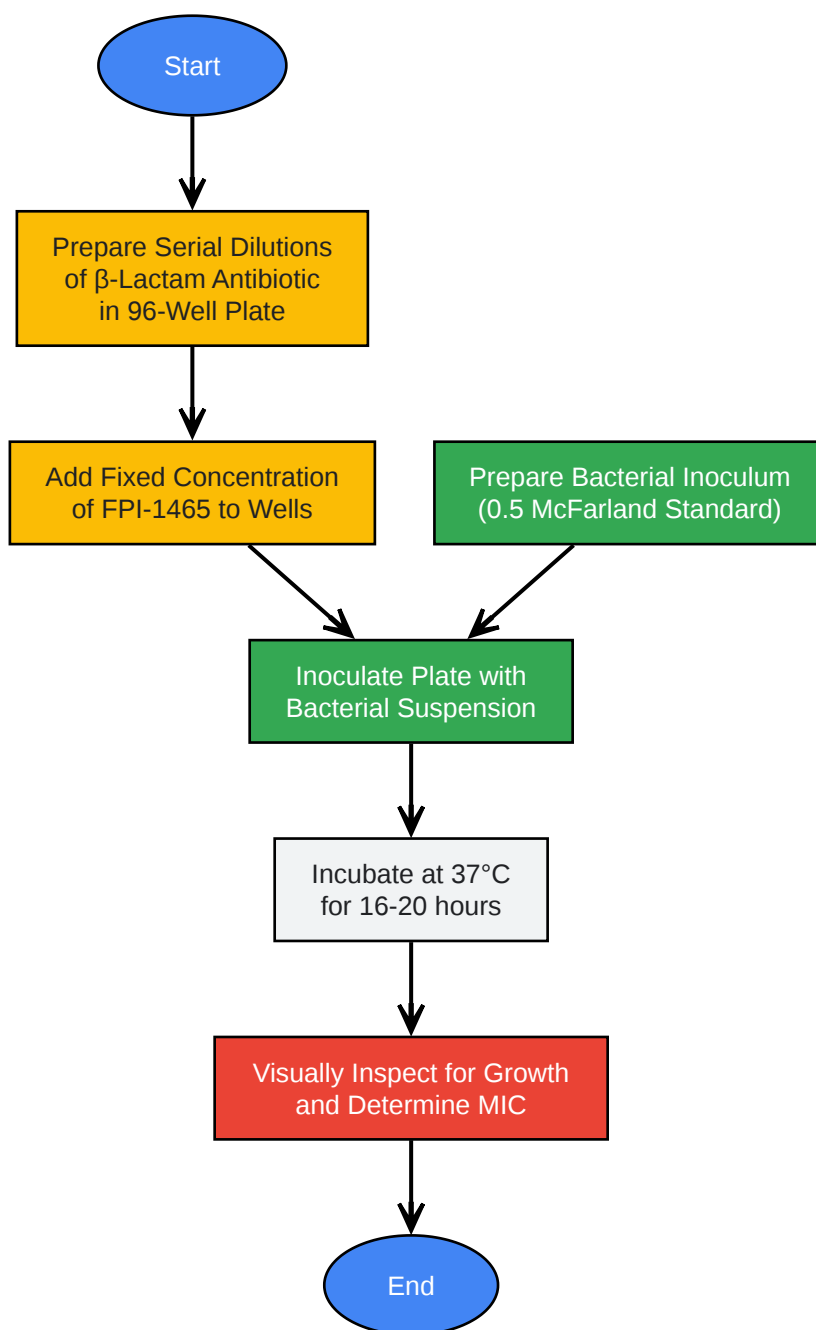 Start
Prepare Serial Dilutions
of β-Lactam Antibiotic
in 96-Well Plate
Add Fixed Concentration
of FPI-1465 to Wells
Prepare Bacterial Inoculum
(0.5 McFarland Standard)
Inoculate Plate with
Bacterial Suspension
Incubate at 37°C
for 16-20 hours
Visually Inspect for Growth
and Determine MIC
End